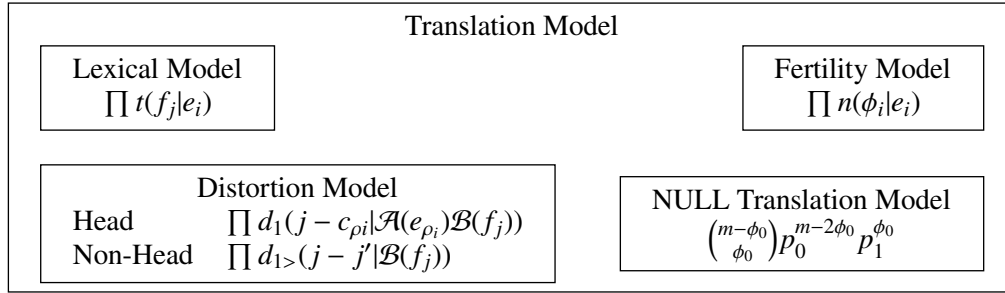 Translation Model
Lexical Model
∏ t(f_j|e_i)
Fertility Model
∏ n(ϕ_i|e_i)
Distortion Model
Head ∏ d_1(j − c_{ρi}|𝒜(e_{ρ_i})ℬ(f_j))
Non-Head ∏ d_{1>}(j − j′|ℬ(f_j))
NULL Translation Model
\binom{m−ϕ_0}{ϕ_0} p_0^{m−2ϕ_0} p_1^{ϕ_0}